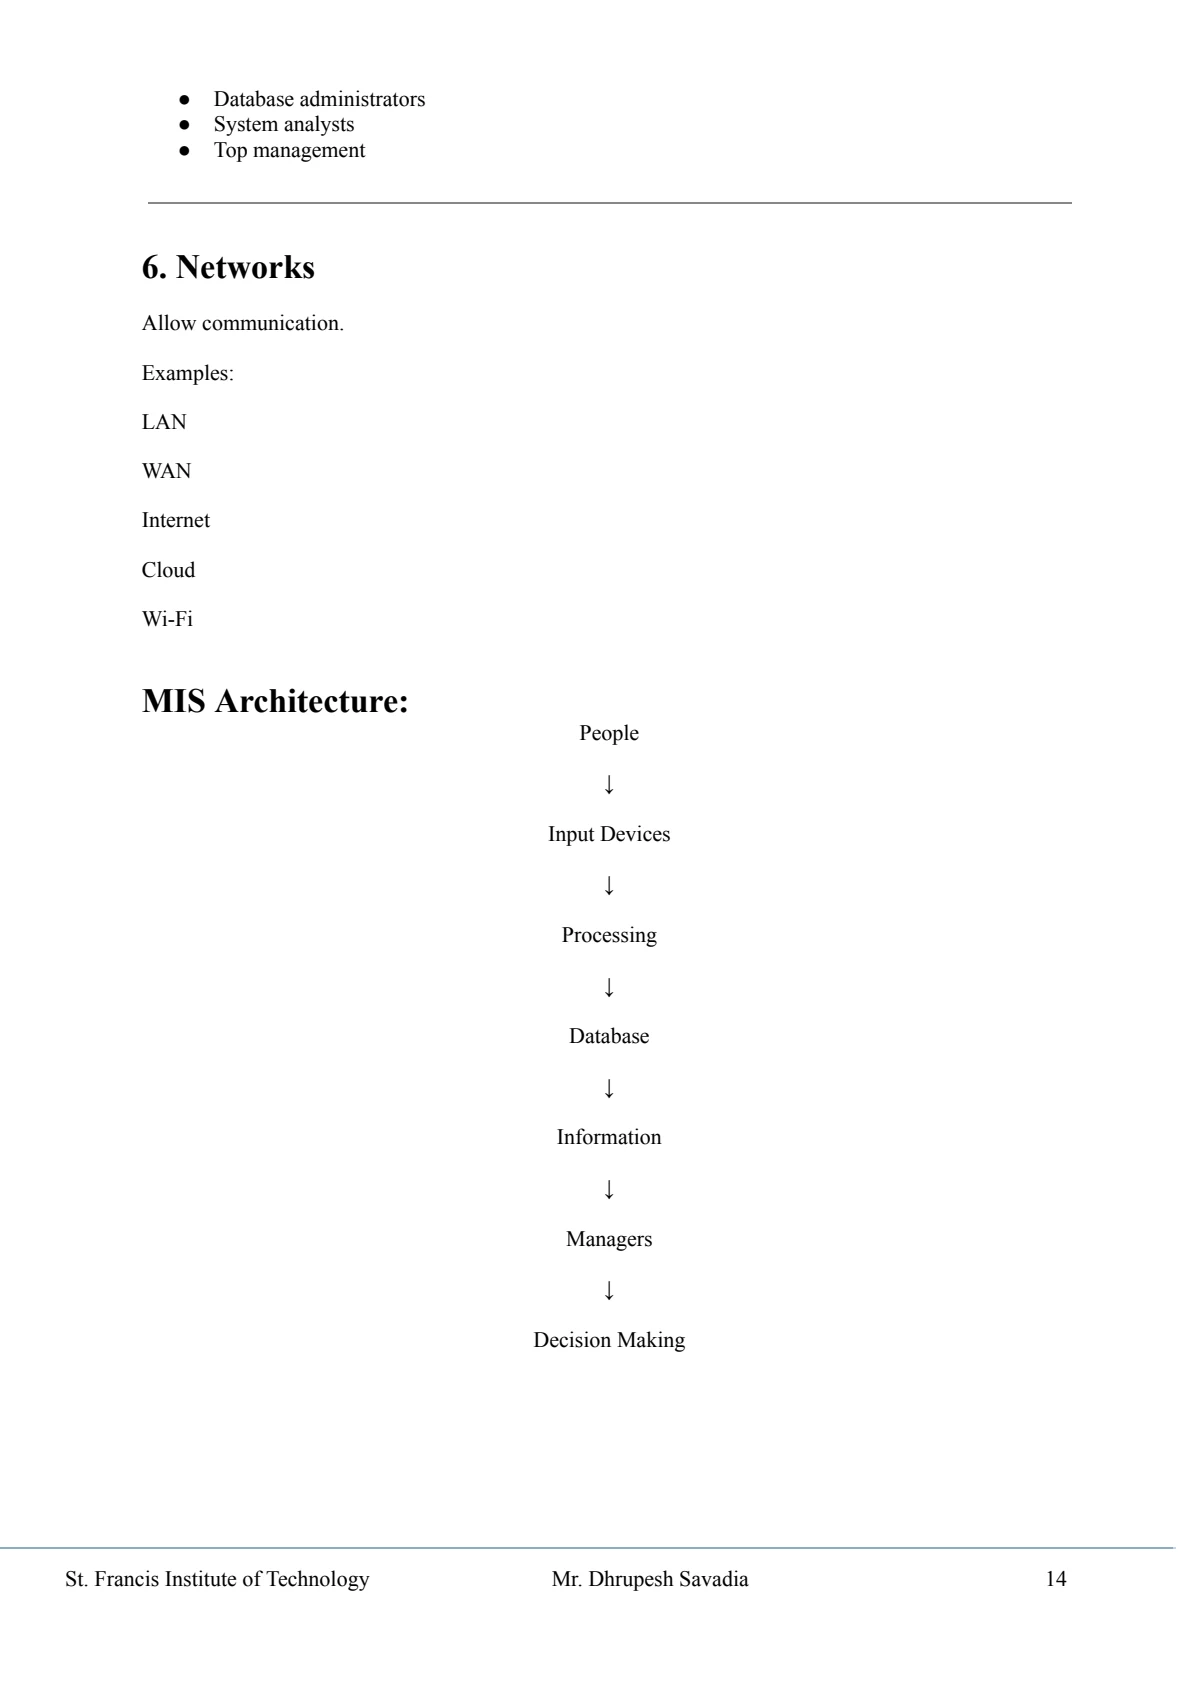 ● Database administrators
● System analysts
● Top management
6. Networks
Allow communication.
Examples:
LAN
WAN
Internet
Cloud
Wi-Fi
MIS Architecture:
People
↓
Input Devices
↓
Processing
↓
Database
↓
Information
↓
Managers
↓
Decision Making
St. Francis Institute of Technology Mr. Dhrupesh Savadia 14